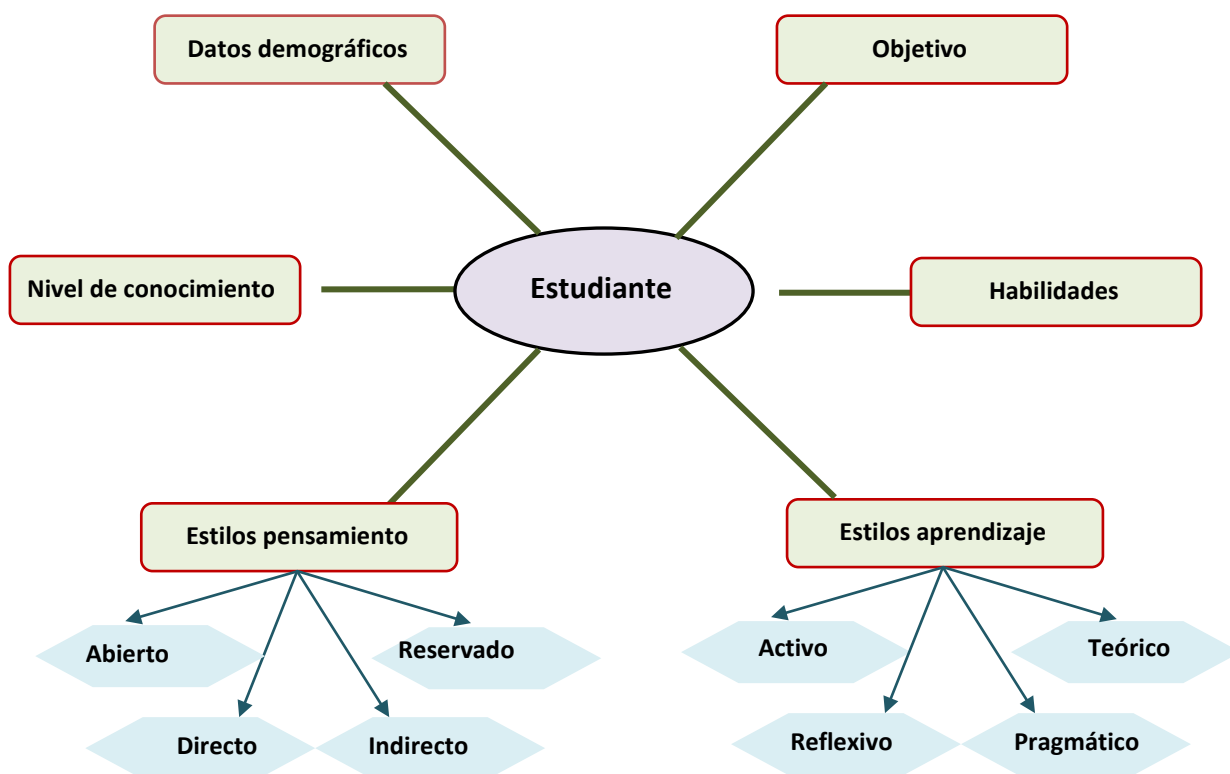 Datos demográficos
Objetivo
Nivel de conocimiento
Estudiante
Habilidades
Estilos pensamiento
Estilos aprendizaje
Abierto
Reservado
Activo
Teórico
Directo
Indirecto
Reflexivo
Pragmático